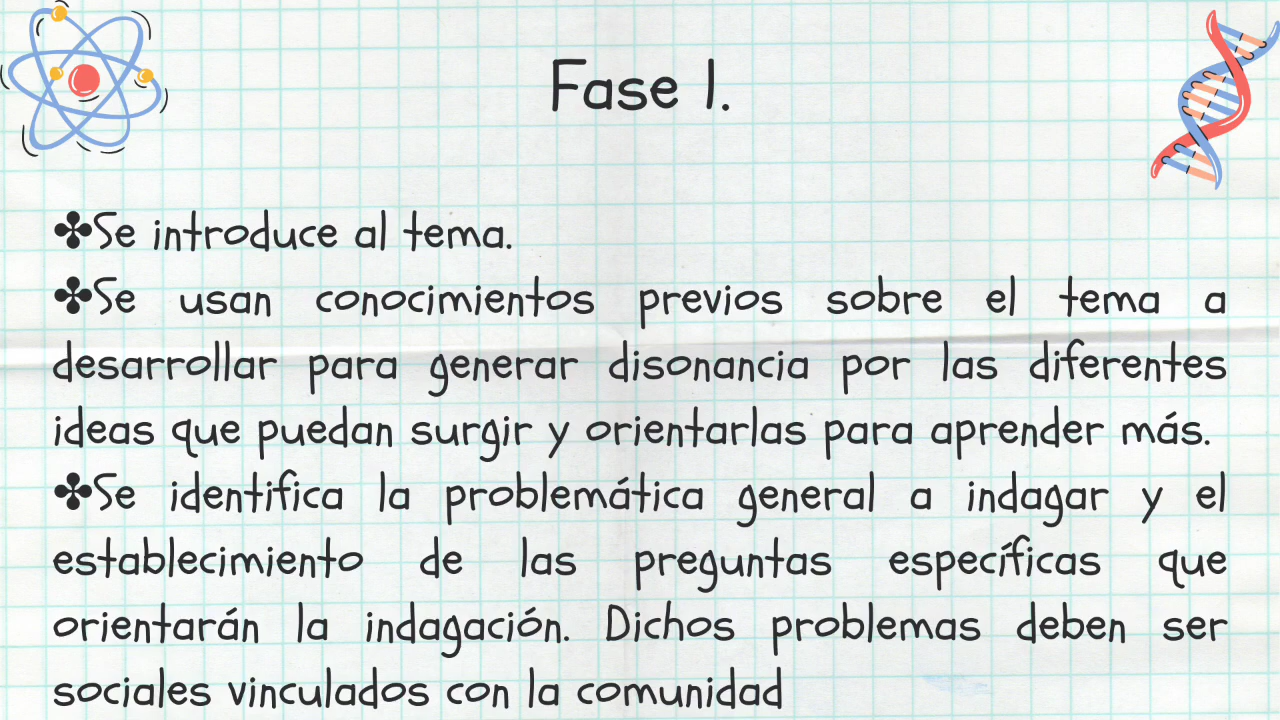 Fase 1.
✤Se introduce al tema.
✤Se usan conocimientos previos sobre el tema a
desarrollar para generar disonancia por las diferentes
ideas que puedan surgir y orientarlas para aprender más.
✤Se identifica la problemática general a indagar y el
establecimiento de las preguntas específicas que
orientarán la indagación. Dichos problemas deben ser
sociales vinculados con la comunidad